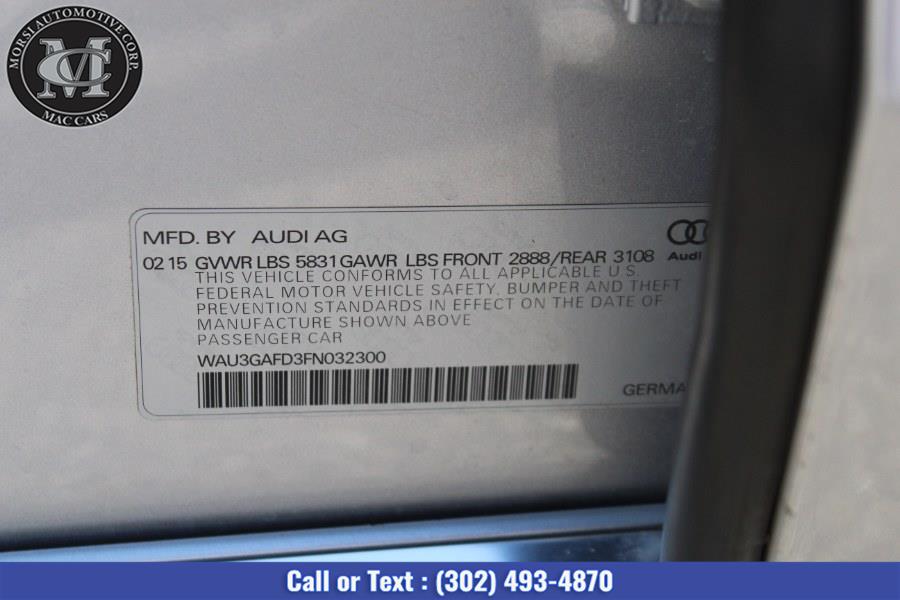 MORSI AUTOMOTIVE CORP.
MC
MAC CARS
MFD. BY AUDI AG
02 15 GVWR LBS 5831 GAWR LBS FRONT 2888/REAR 3108
Audi
THIS VEHICLE CONFORMS TO ALL APPLICABLE U.S.
FEDERAL MOTOR VEHICLE SAFETY, BUMPER AND THEFT
PREVENTION STANDARDS IN EFFECT ON THE DATE OF
MANUFACTURE SHOWN ABOVE
PASSENGER CAR
WAU3GAFD3FN032300
GERMA
Call or Text : (302) 493-4870